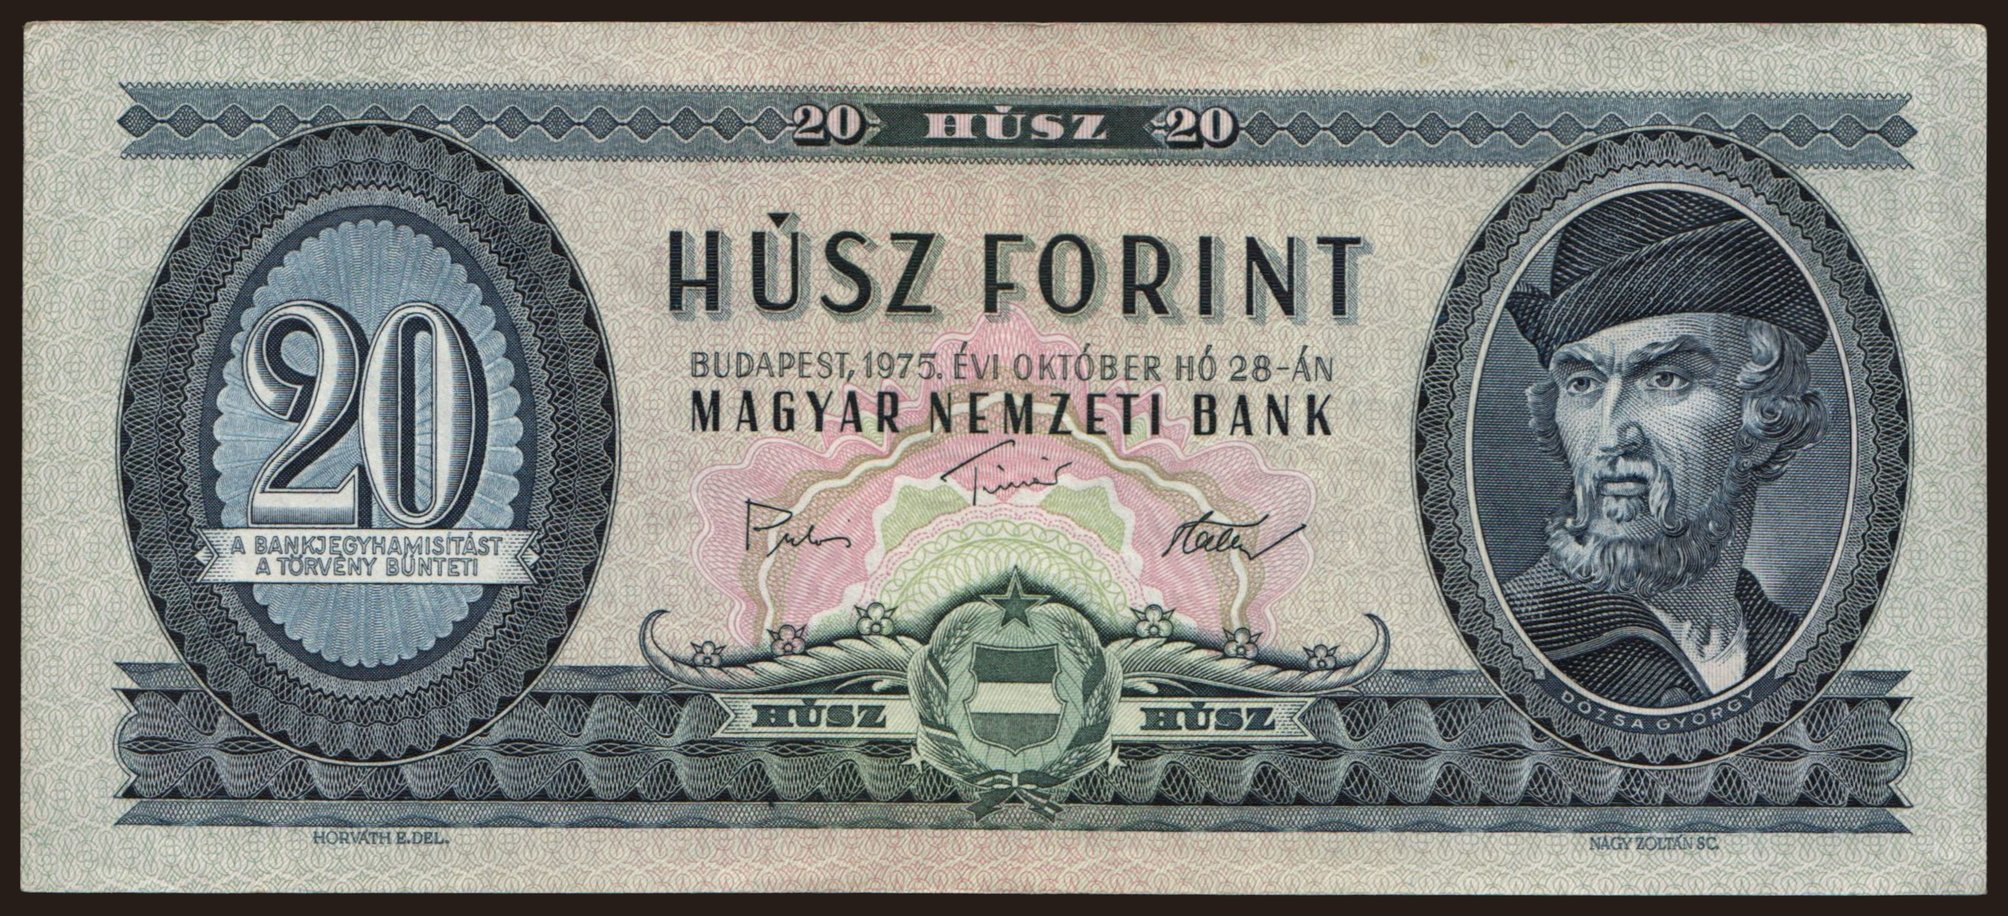 20 HÚSZ 20
HÚSZ FORINT
BUDAPEST, 1975. ÉVI OKTÓBER HÓ 28-ÁN
MAGYAR NEMZETI BANK
20
A BANKJEGYHAMISÍTÁST
A TÖRVÉNY BÜNTETI
DÓZSA GYÖRGY
HÚSZ HÚSZ
HORVÁTH E. DEL.
NAGY ZOLTÁN SC.